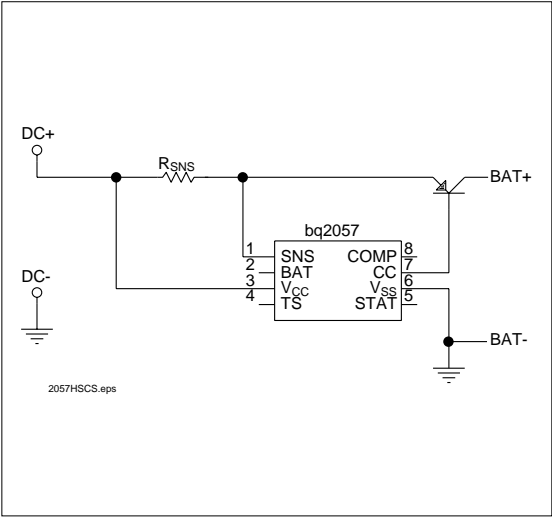 DC+
RSNS
BAT+
bq2057
1 SNS COMP 8
2 BAT CC 7
3 VCC VSS 6
4 TS STAT 5
DC-
BAT-
2057HSCS.eps